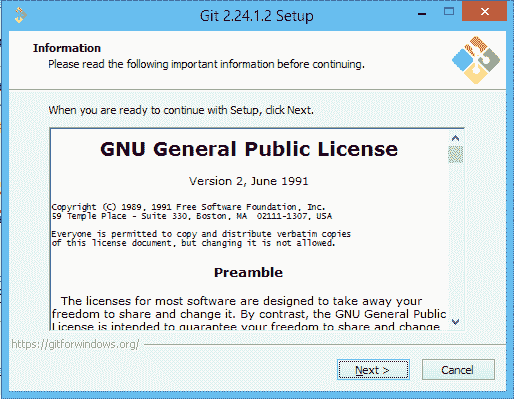 Git 2.24.1.2 Setup
Information
Please read the following important information before continuing.
When you are ready to continue with Setup, click Next.
GNU General Public License
Version 2, June 1991
Copyright (C) 1989, 1991 Free Software Foundation, Inc.
59 Temple Place - Suite 330, Boston, MA  02111-1307, USA
Everyone is permitted to copy and distribute verbatim copies
of this license document, but changing it is not allowed.
Preamble
The licenses for most software are designed to take away your
freedom to share and change it. By contrast, the GNU General Public
License is intended to guarantee your freedom to share and change
https://gitforwindows.org/
Next >
Cancel